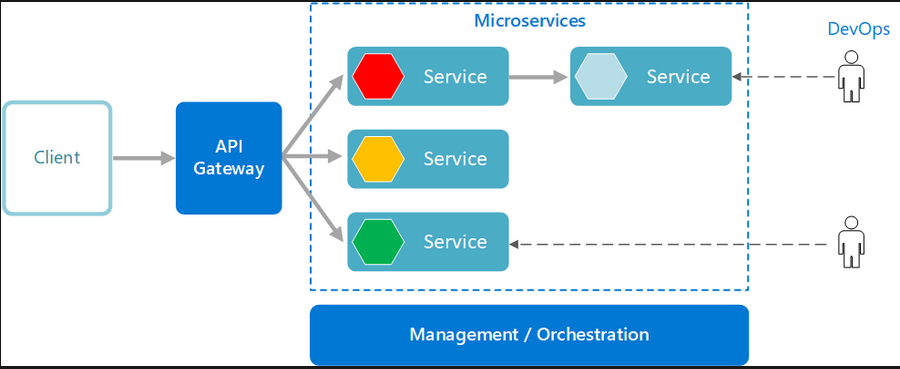 Microservices
DevOps
Service
Service
Client
API
Gateway
Service
Service
Management / Orchestration